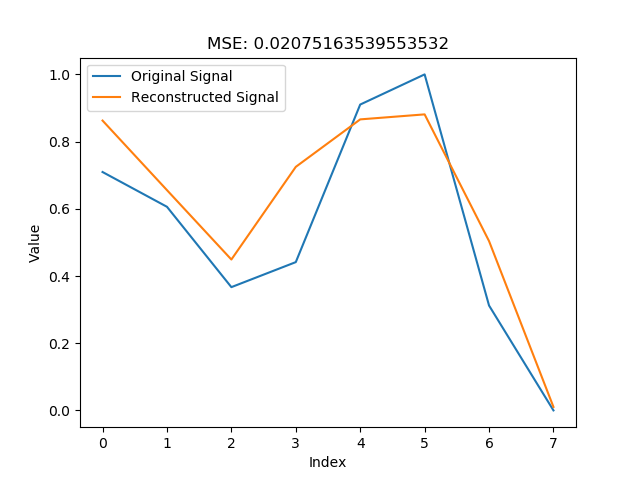 MSE: 0.02075163539553532
Original Signal
Reconstructed Signal
1.0
0.8
0.6
0.4
0.2
0.0
Value
0 1 2 3 4 5 6 7
Index